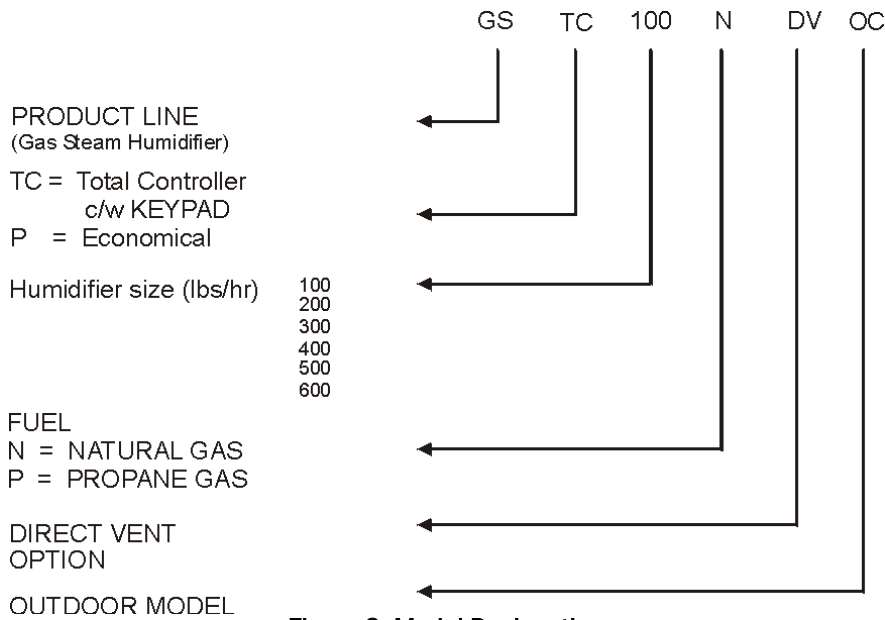 GS TC 100 N DV OC
PRODUCT LINE
(Gas Steam Humidifier)
TC = Total Controller
c/w KEYPAD
P = Economical
Humidifier size (lbs/hr) 100
200
300
400
500
600
FUEL
N = NATURAL GAS
P = PROPANE GAS
DIRECT VENT
OPTION
OUTDOOR MODEL